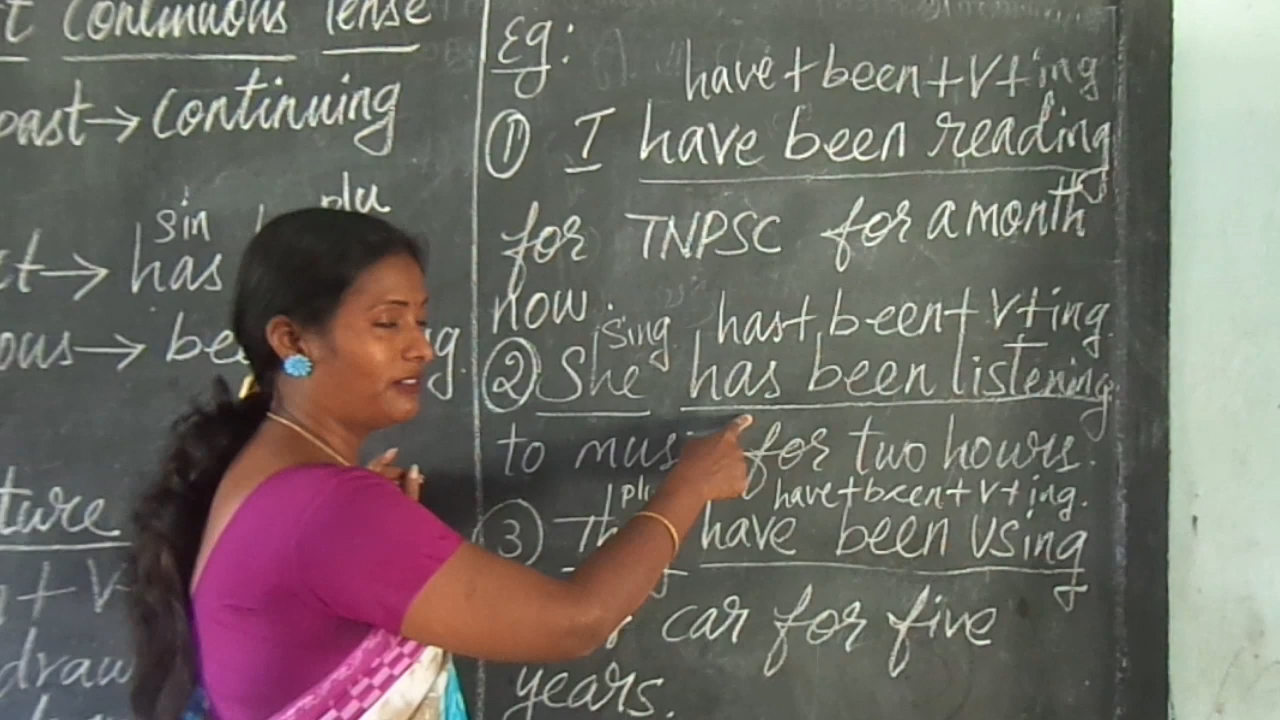 Continuous Tense
past → continuing
sin plu
→ has
→ be
ing.
ture
+ V
draw
Eg:
have + been + V + ing
① I have been reading
for TNPSC for a month
now.
Sing has + been + V + ing
② She has been listening
to mus for two hours.
plu have + been + V + ing.
③ Th have been using
car for five
years.